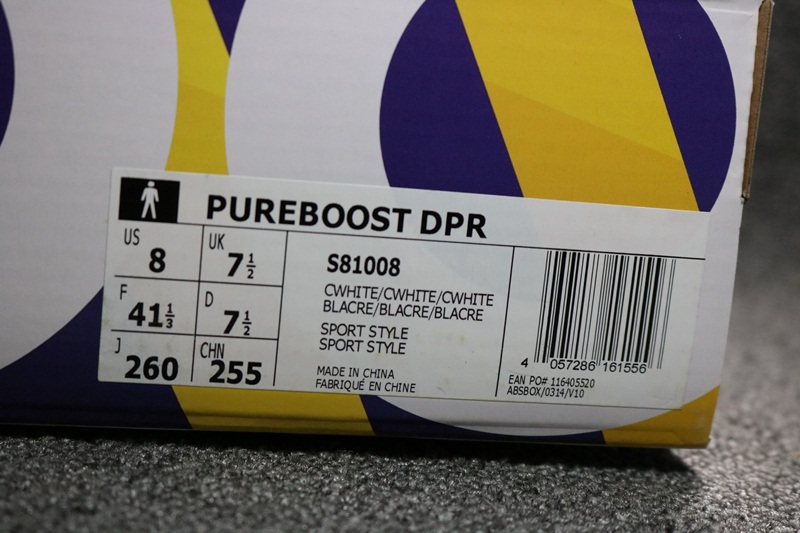 PUREBOOST DPR
US 8
UK 7 1/2
F 41 1/3
D 7 1/2
J 260
CHN 255
S81008
CWHITE/CWHITE/CWHITE
BLACRE/BLACRE/BLACRE
SPORT STYLE
SPORT STYLE
MADE IN CHINA
FABRIQUÉ EN CHINE
4 057286 161556
EAN PO# 116405520
ABSBOX/0314/V10